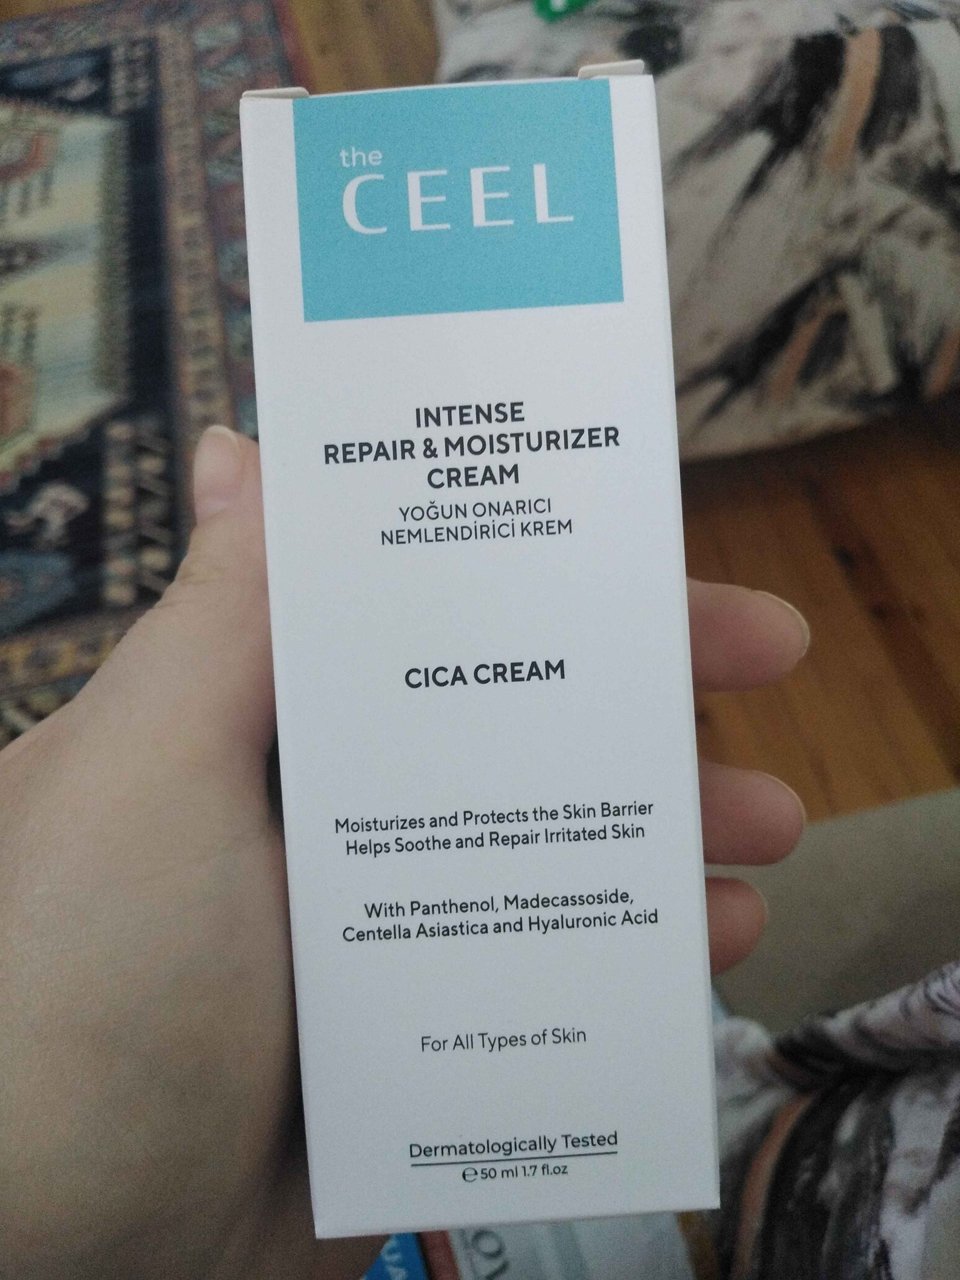 the
CEEL
INTENSE
REPAIR & MOISTURIZER
CREAM
YOĞUN ONARICI
NEMLENDİRİCİ KREM
CICA CREAM
Moisturizes and Protects the Skin Barrier
Helps Soothe and Repair Irritated Skin
With Panthenol, Madecassoside,
Centella Asiastica and Hyaluronic Acid
For All Types of Skin
Dermatologically Tested
℮ 50 ml 1.7 fl.oz